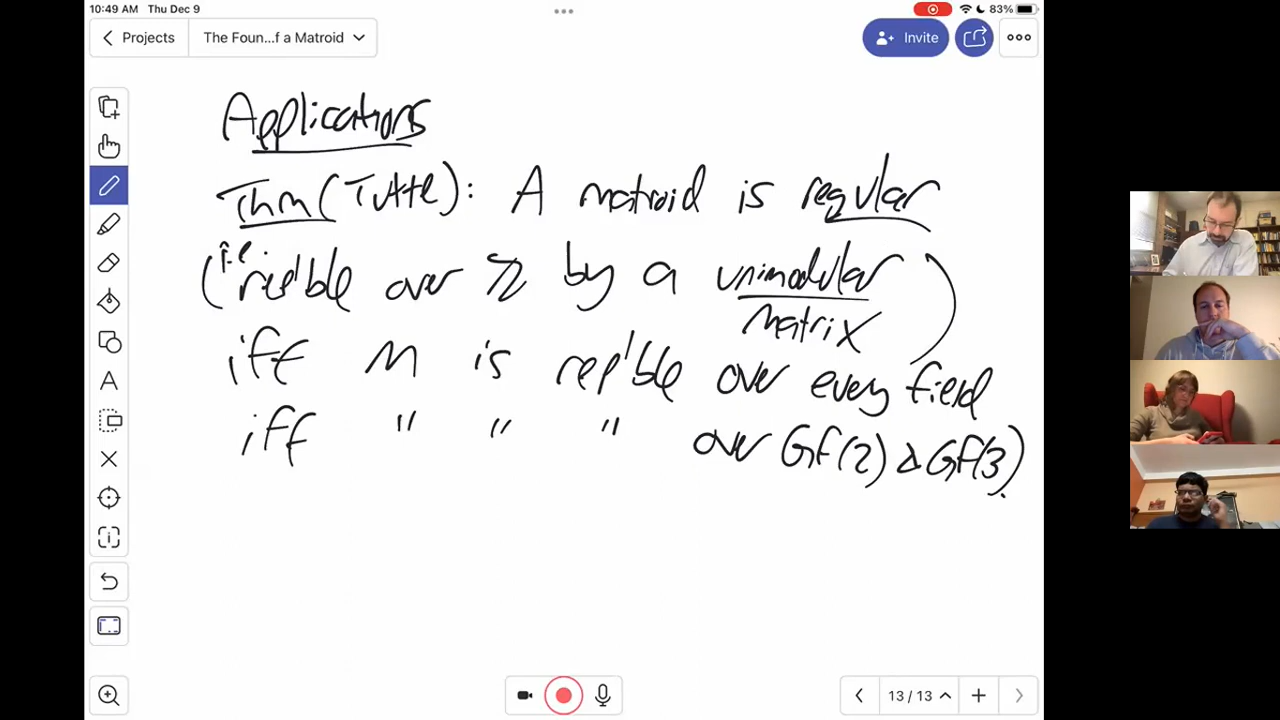 10:49 AM Thu Dec 9
83%
Projects
The Foun...f a Matroid
Invite
Applications
Thm (Tutte): A matroid is regular
(i.e. rep'ble over ℤ by a unimodular
matrix)
iff M is rep'ble over every field
iff " " " over GF(2) & GF(3).
A
13/13